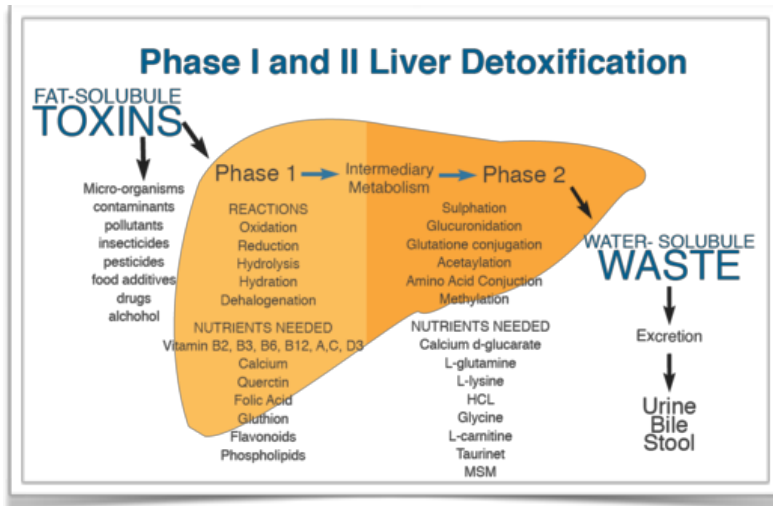 Phase I and II Liver Detoxification
FAT-SOLUBULE
TOXINS
Micro-organisms
contaminants
pollutants
insecticides
pesticides
food additives
drugs
alchohol
Phase 1
Intermediary
Metabolism
Phase 2
REACTIONS
Oxidation
Reduction
Hydrolysis
Hydration
Dehalogenation
NUTRIENTS NEEDED
Vitamin B2, B3, B6, B12, A,C, D3
Calcium
Querctin
Folic Acid
Gluthion
Flavonoids
Phospholipids
Sulphation
Glucuronidation
Glutatione conjugation
Acetaylation
Amino Acid Conjuction
Methylation
NUTRIENTS NEEDED
Calcium d-glucarate
L-glutamine
L-lysine
HCL
Glycine
L-carnitine
Taurinet
MSM
WATER- SOLUBULE
WASTE
Excretion
Urine
Bile
Stool